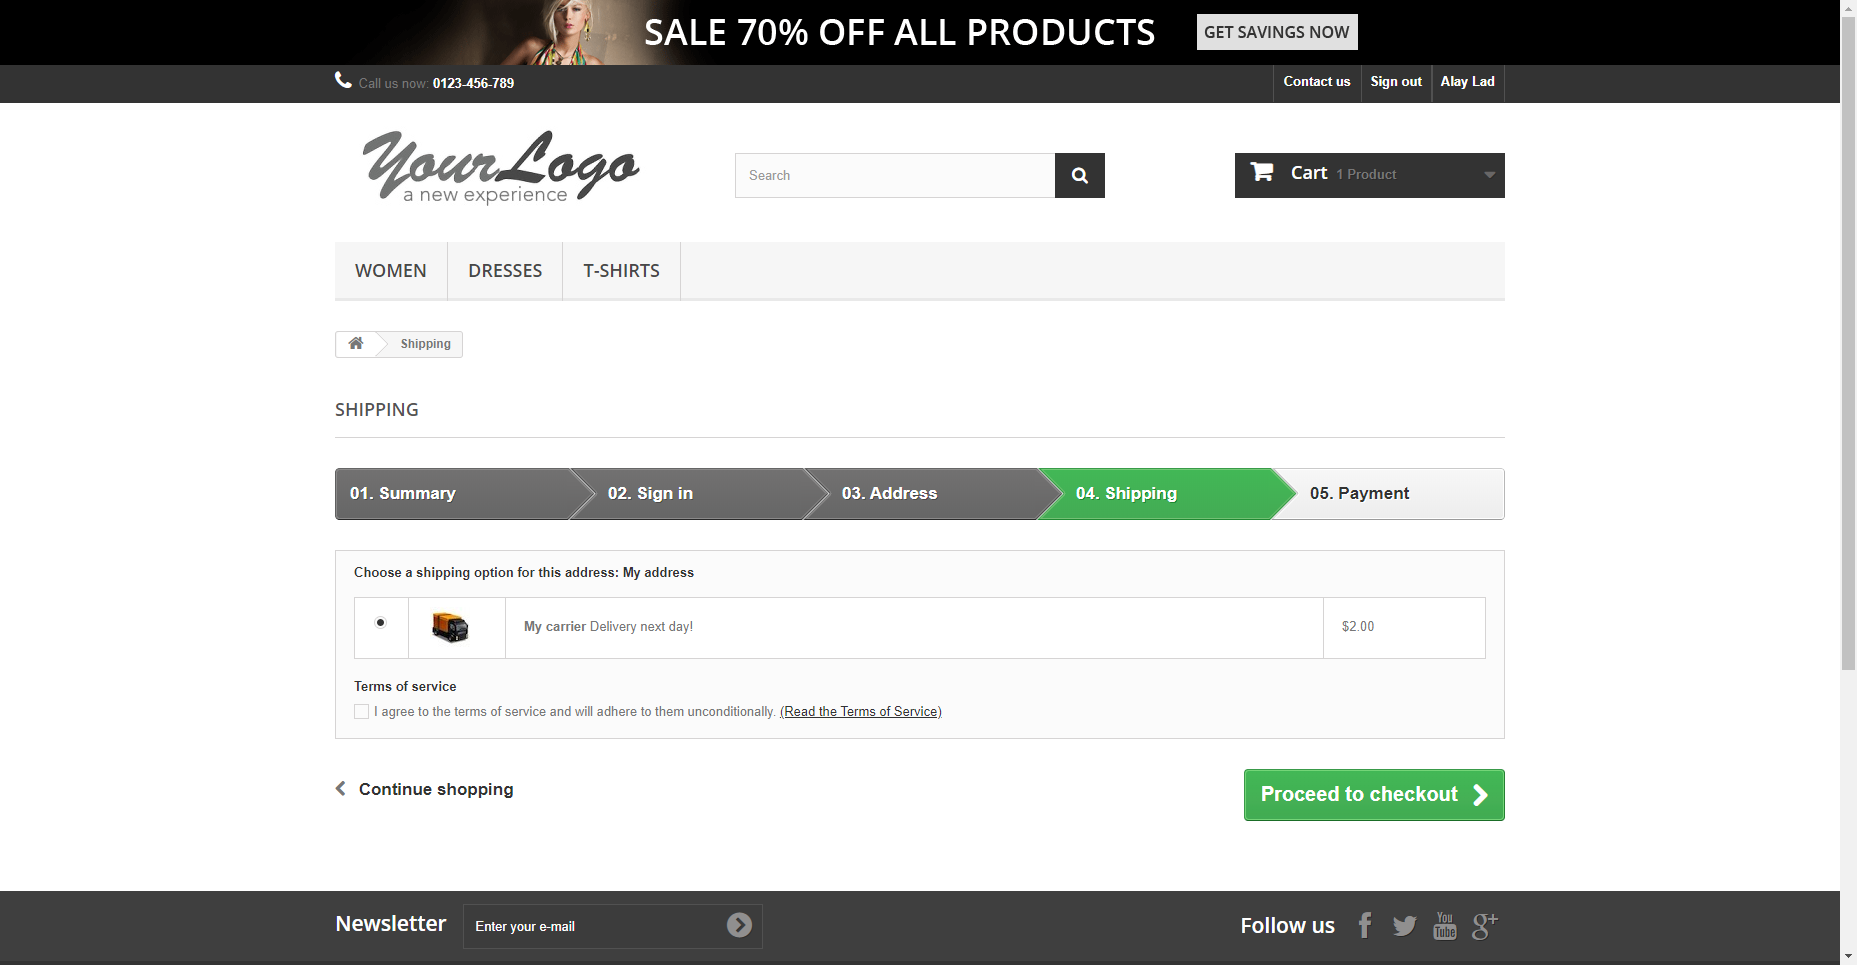 SALE 70% OFF ALL PRODUCTS GET SAVINGS NOW
Call us now: 0123-456-789 Contact us Sign out Alay Lad
YourLogo
a new experience
Search
Cart 1 Product
WOMEN DRESSES T-SHIRTS
Shipping
SHIPPING
01. Summary 02. Sign in 03. Address 04. Shipping 05. Payment
Choose a shipping option for this address: My address
My carrier Delivery next day! $2.00
Terms of service
I agree to the terms of service and will adhere to them unconditionally. (Read the Terms of Service)
Continue shopping Proceed to checkout
Newsletter Enter your e-mail Follow us You Tube g+